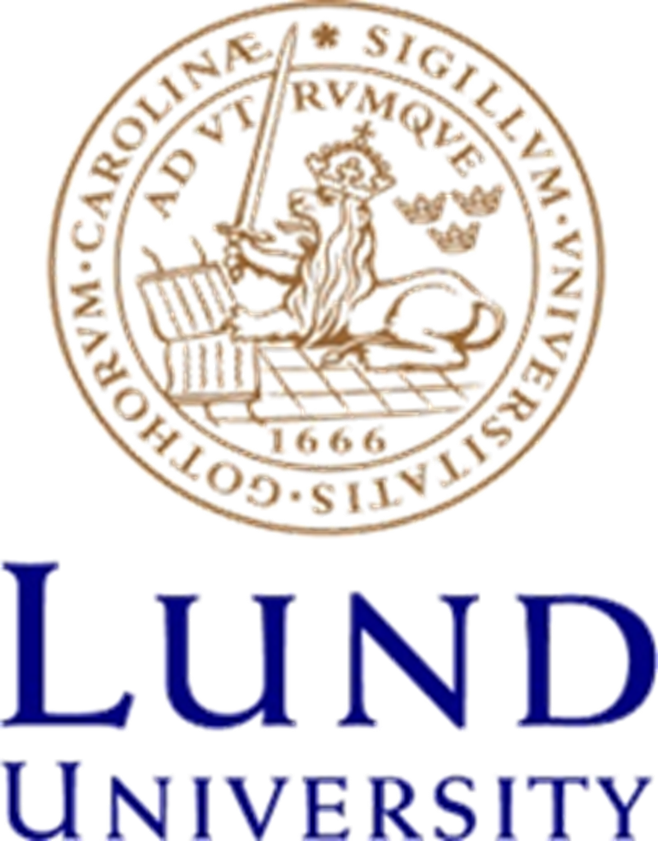 * SIGILLVM · VNIVERSITATIS · GOTHORVM · CAROLINÆ
AD VTRVMQVE
1666
LUND
UNIVERSITY